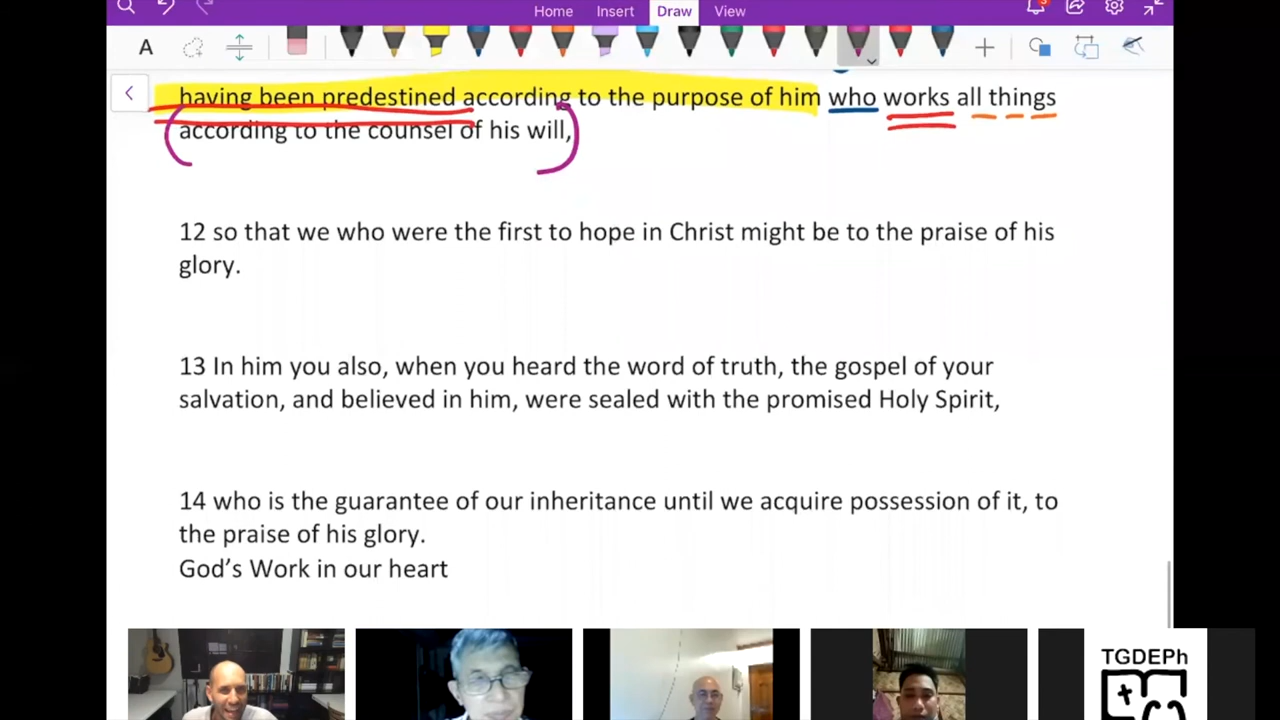 Home Insert Draw View
A
having been predestined according to the purpose of him who works all things
according to the counsel of his will,
12 so that we who were the first to hope in Christ might be to the praise of his
glory.
13 In him you also, when you heard the word of truth, the gospel of your
salvation, and believed in him, were sealed with the promised Holy Spirit,
14 who is the guarantee of our inheritance until we acquire possession of it, to
the praise of his glory.
God's Work in our heart
TGDEPh